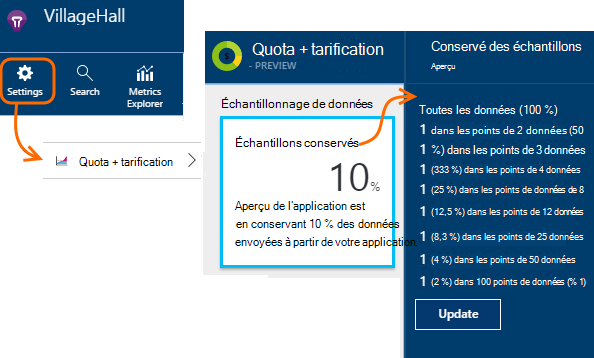 VillageHall
Settings
Search
Metrics
Explorer
Quota + tarification
Quota + tarification
- PREVIEW
Échantillonnage de données
Échantillons conservés
10%
Aperçu de l'application est
en conservant 10 % des données
envoyées à partir de votre application.
Conservé des échantillons
Aperçu
Toutes les données (100 %)
1 dans les points de 2 données (50
1 %) dans les points de 3 données
1 (333 %) dans les points de 4 données
1 (25 %) dans les points de données de 8
1 (12,5 %) dans les points de 12 données
1 (8,3 %) dans les points de 25 données
1 (4 %) dans les points de 50 données
1 (2 %) dans 100 points de données (% 1)
Update